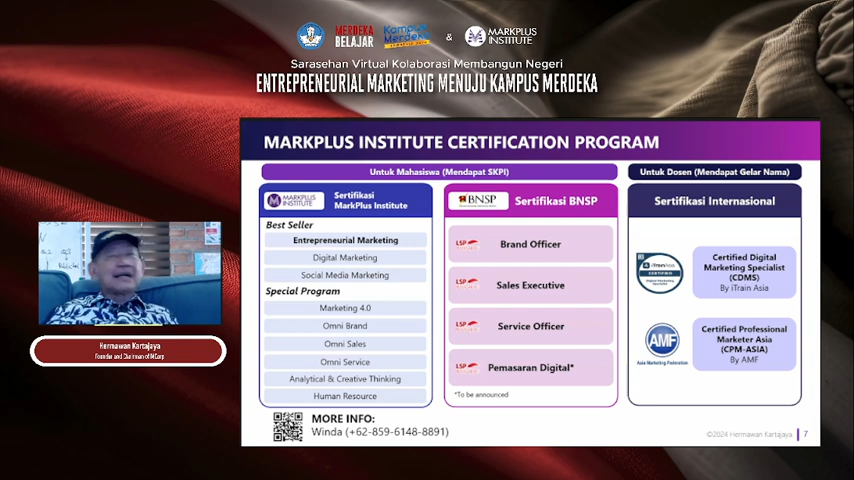 MERDEKA
BELAJAR
Kampus
Merdeka
&
MARKPLUS
INSTITUTE
Sarasehan Virtual Kolaborasi Membangun Negeri
ENTREPRENEURIAL MARKETING MENUJU KAMPUS MERDEKA
MARKPLUS INSTITUTE CERTIFICATION PROGRAM
Untuk Mahasiswa (Mendapat SKPI)
Untuk Dosen (Mendapat Gelar Nama)
MARKPLUS
INSTITUTE
Sertifikasi
MarkPlus Institute
Best Seller
Entrepreneurial Marketing
Digital Marketing
Social Media Marketing
Special Program
Marketing 4.0
Omni Brand
Omni Sales
Omni Service
Analytical & Creative Thinking
Human Resource
BNSP
Sertifikasi BNSP
LSP
Brand Officer
LSP
Sales Executive
LSP
Service Officer
LSP
Pemasaran Digital*
*To be announced
Sertifikasi Internasional
iTrainAsia
CERTIFIED
Certified Digital
Marketing Specialist
(CDMS)
By iTrain Asia
AMF
Asia Marketing Federation
Certified Professional
Marketer Asia
(CPM-ASIA)
By AMF
Hermawan Kartajaya
Founder and Chairman of MCorp
MORE INFO:
Winda (+62-859-6148-8891)
©2024 Hermawan Kartajaya
7